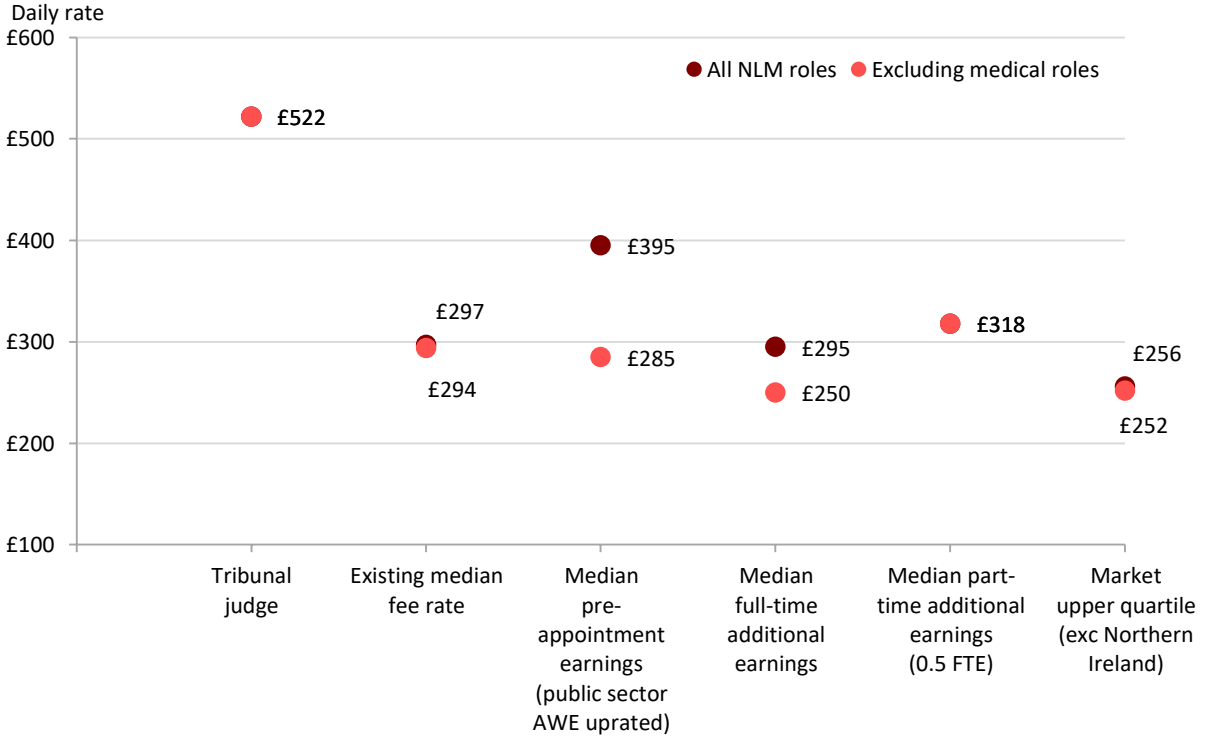 Daily rate
£600
All NLM roles
Excluding medical roles
£522
£500
£400
£395
£297
£300
£318
£285
£295
£256
£294
£250
£252
£200
£100
Tribunal
judge
Existing median
fee rate
Median
pre-
appointment
earnings
(public sector
AWE uprated)
Median
full-time
additional
earnings
Median part-
time additional
earnings
(0.5 FTE)
Market
upper quartile
(exc Northern
Ireland)